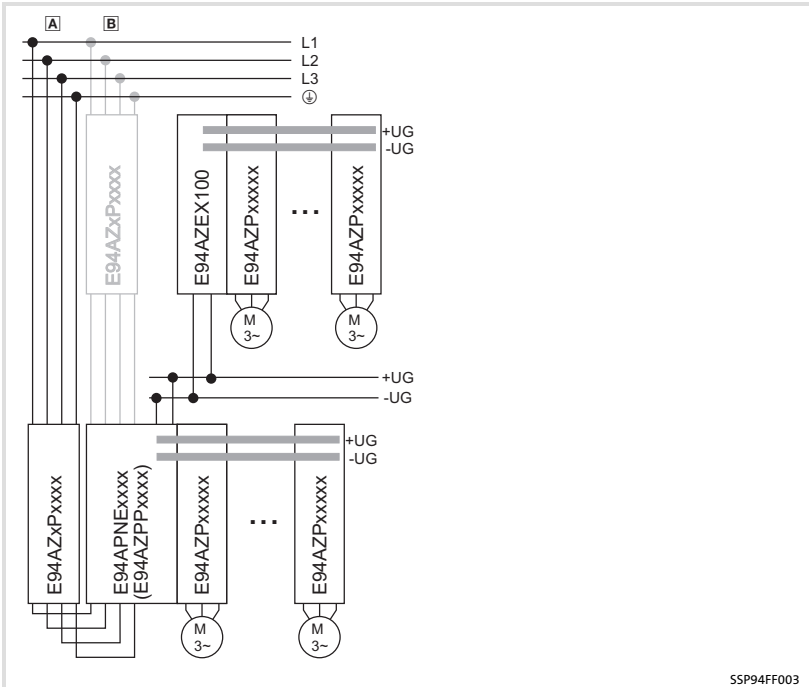 A B
L1
L2
L3
+UG
-UG
E94AZxPxxxx
E94AZEX100
E94AZPxxxxx
...
E94AZPxxxxx
M
3~
M
3~
+UG
-UG
+UG
-UG
E94AZxPxxxx
E94APNExxxx
(E94AZPPxxxx)
E94AZPxxxxx
...
E94AZPxxxxx
M
3~
M
3~
SSP94FF003